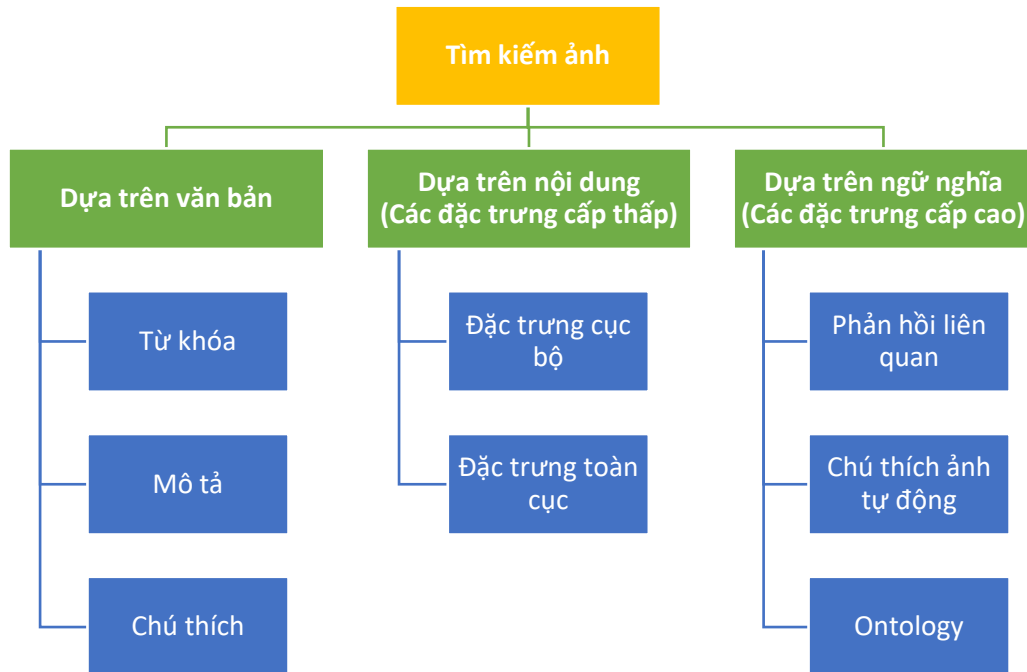 Tìm kiếm ảnh
Dựa trên văn bản
Từ khóa
Mô tả
Chú thích
Dựa trên nội dung
(Các đặc trưng cấp thấp)
Đặc trưng cục
bộ
Đặc trưng toàn
cục
Dựa trên ngữ nghĩa
(Các đặc trưng cấp cao)
Phản hồi liên
quan
Chú thích ảnh
tự động
Ontology